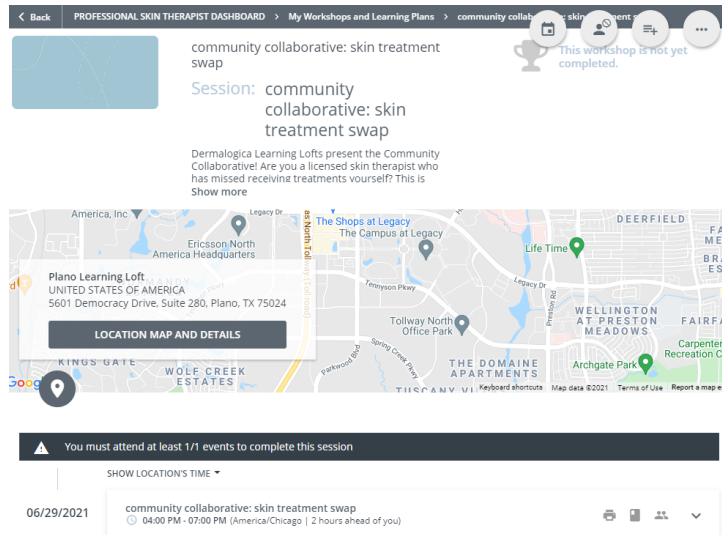 Back PROFESSIONAL SKIN THERAPIST DASHBOARD > My Workshops and Learning Plans > community
community collaborative: skin treatment
swap
This workshop is not yet
completed.
Session: community
collaborative: skin
treatment swap
Dermalogica Learning Lofts present the Community
Collaborative! Are you a licensed skin therapist who
has missed receiving treatments yourself? This is
Show more
America, Inc
Legacy Dr
The Shops at Legacy
The Campus at Legacy
Ericsson North
America Headquarters
Life Time
DEERFIELD
Plano Learning Loft
UNITED STATES OF AMERICA
5601 Democracy Drive, Suite 280, Plano, TX 75024
LOCATION MAP AND DETAILS
Tennyson Pkwy
Legacy Dr
Preston Rd
Tollway North
Office Park
WELLINGTON
AT PRESTON
MEADOWS
Spring Creek Pkwy
Parkwood Blvd
KINGS GATE
WOLF CREEK
ESTATES
THE DOMAINE
APARTMENTS
Archgate Park
Carpenter
Recreation C
TUSCANY
Keyboard shortcuts Map data ©2021 Terms of Use Report a map e
You must attend at least 1/1 events to complete this session
SHOW LOCATION'S TIME
06/29/2021
community collaborative: skin treatment swap
04:00 PM - 07:00 PM (America/Chicago | 2 hours ahead of you)